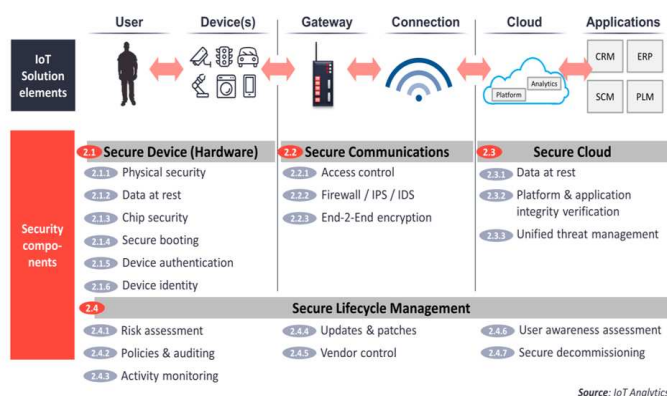 User Device(s) Gateway Connection Cloud Applications
IoT
Solution
elements
CRM ERP
Analytics
Platform
SCM PLM
Security
compo-
nents
2.1 Secure Device (Hardware)
2.1.1 Physical security
2.1.2 Data at rest
2.1.3 Chip security
2.1.4 Secure booting
2.1.5 Device authentication
2.1.6 Device identity
2.2 Secure Communications
2.2.1 Access control
2.2.2 Firewall / IPS / IDS
2.2.3 End-2-End encryption
2.3 Secure Cloud
2.3.1 Data at rest
2.3.2 Platform & application
integrity verification
2.3.3 Unified threat management
2.4 Secure Lifecycle Management
2.4.1 Risk assessment
2.4.2 Policies & auditing
2.4.3 Activity monitoring
2.4.4 Updates & patches
2.4.5 Vendor control
2.4.6 User awareness assessment
2.4.7 Secure decommissioning
Source: IoT Analytics